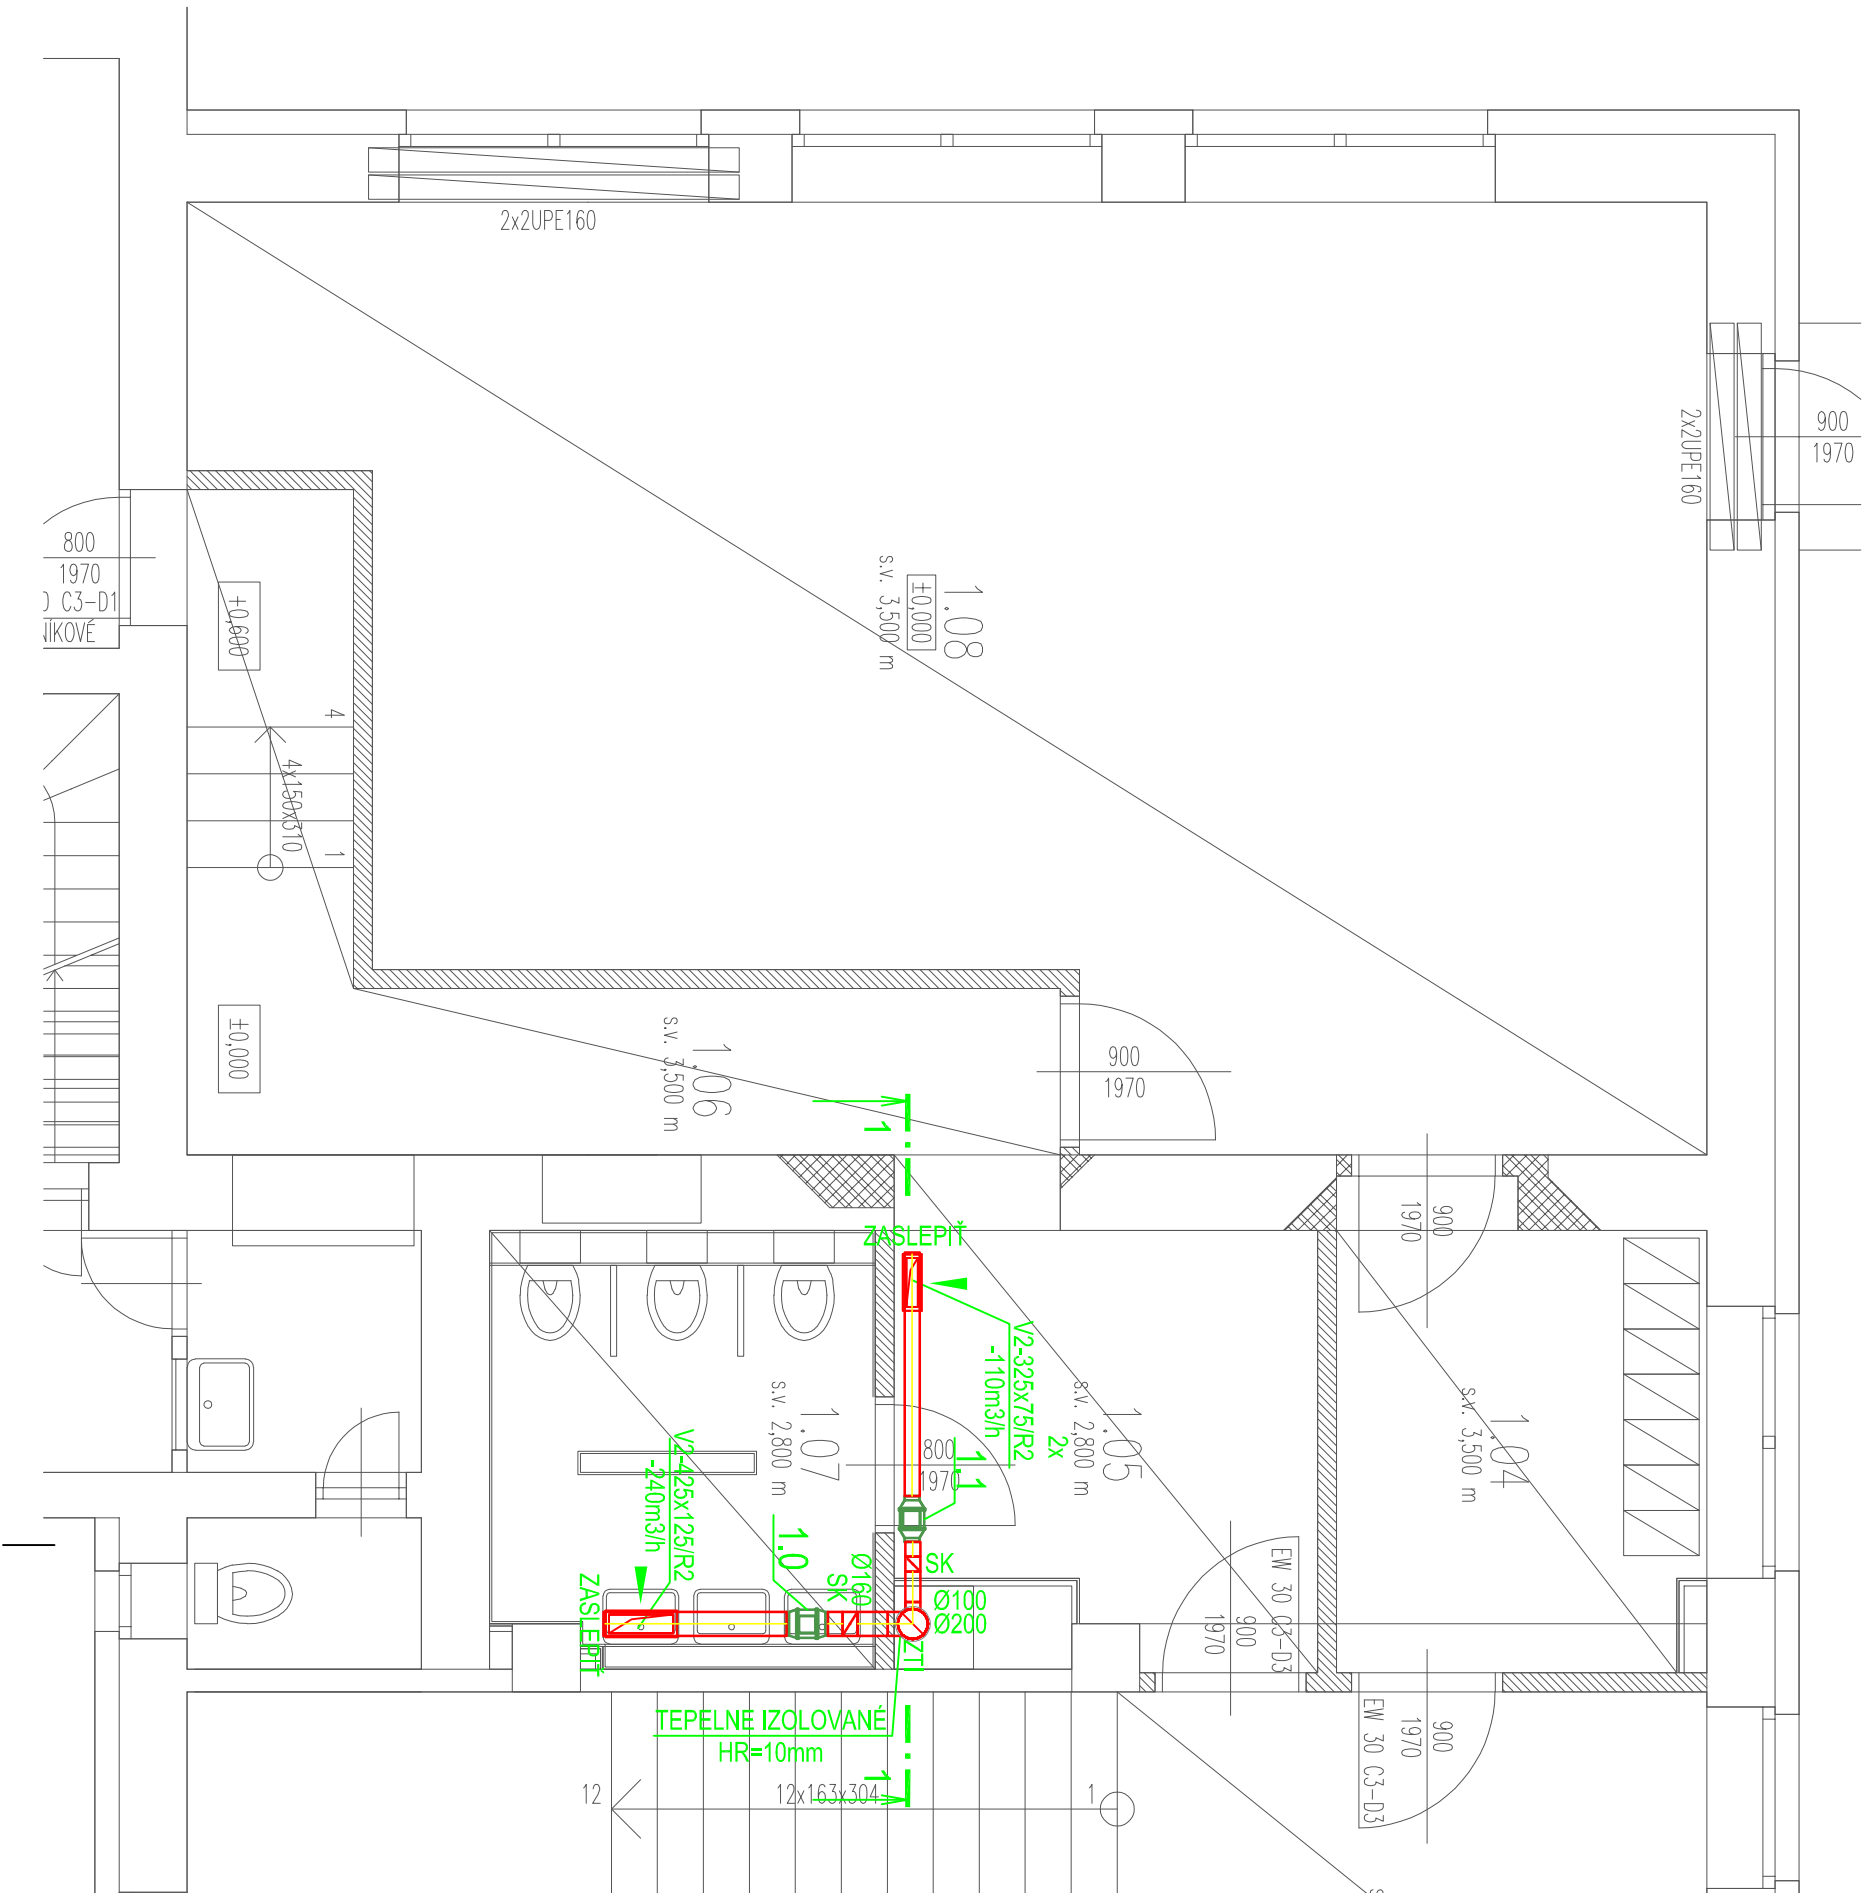 2x2UPE160
2x2UPE160
900
1970
800
1970
C3-D1
NÍKOVÉ
+0,600
4
4x150x310
1
±0,000
1.08
±0,000
s.v. 3,500 m
1.06
s.v. 3,500 m
900
1970
1
ZASLEPIŤ
900
1970
V2-325x75/R2
-110m3/h
2x
1.1
1.05
s.v. 2,800 m
1.04
s.v. 3,500 m
1.07
s.v. 2,800 m
800
1970
V2-425x125/R2
-240m3/h
1.0
Ø160
SK
SK
Ø100
Ø200
ZTI
ZASLEPIŤ
EW 30 C3-D3
900
1970
TEPELNE IZOLOVANÉ
HR=10mm
1
12
12x163x304
1
900
1970
EW 30 C3-D3